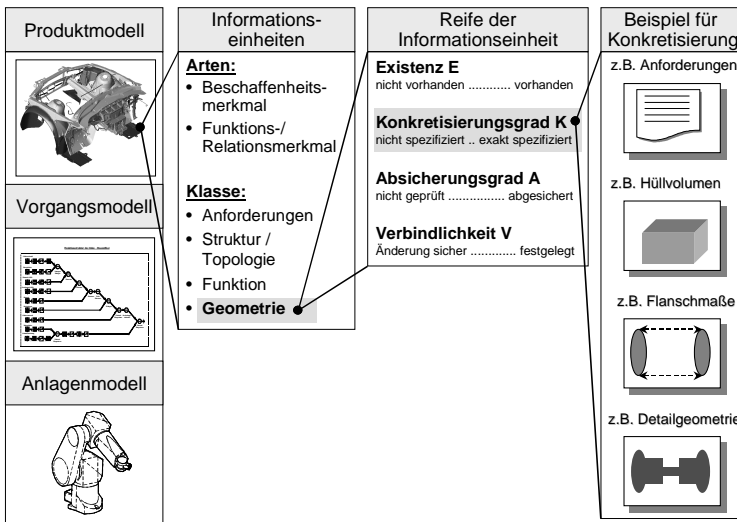 Produktmodell
Vorgangsmodell
Anlagenmodell
Informations-
einheiten
Arten:
• Beschaffenheits-
merkmal
• Funktions-/
Relationsmerkmal
Klasse:
• Anforderungen
• Struktur /
Topologie
• Funktion
• Geometrie
Reife der
Informationseinheit
Existenz E
nicht vorhanden ............ vorhanden
Konkretisierungsgrad K
nicht spezifiziert .. exakt spezifiziert
Absicherungsgrad A
nicht geprüft ................. abgesichert
Verbindlichkeit V
Änderung sicher ............. festgelegt
Beispiel für
Konkretisierung
z.B. Anforderungen
z.B. Hüllvolumen
z.B. Flanschmaße
z.B. Detailgeometrie